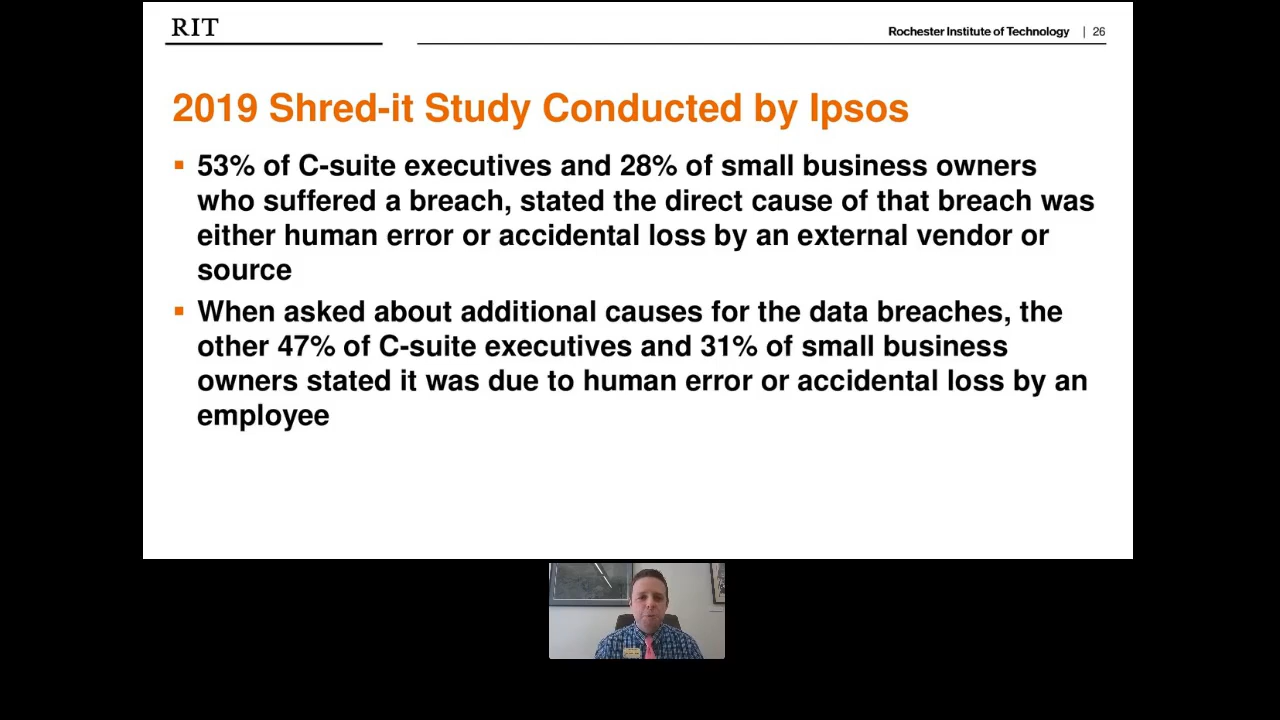 RIT
Rochester Institute of Technology | 26
2019 Shred-it Study Conducted by Ipsos
▪ 53% of C-suite executives and 28% of small business owners
who suffered a breach, stated the direct cause of that breach was
either human error or accidental loss by an external vendor or
source
▪ When asked about additional causes for the data breaches, the
other 47% of C-suite executives and 31% of small business
owners stated it was due to human error or accidental loss by an
employee